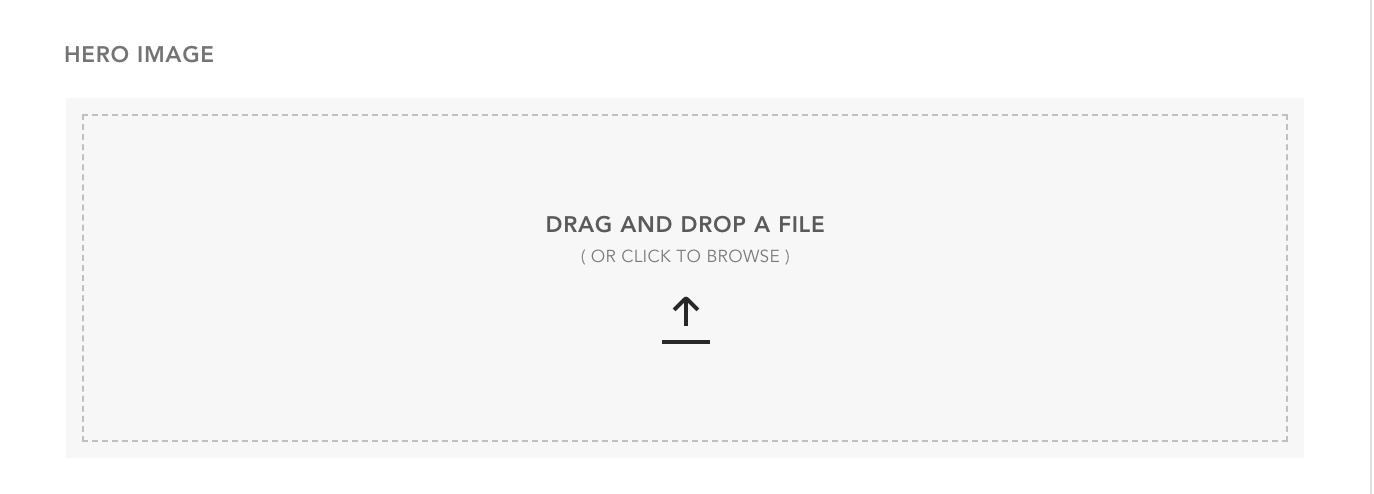 HERO IMAGE
DRAG AND DROP A FILE
( OR CLICK TO BROWSE )